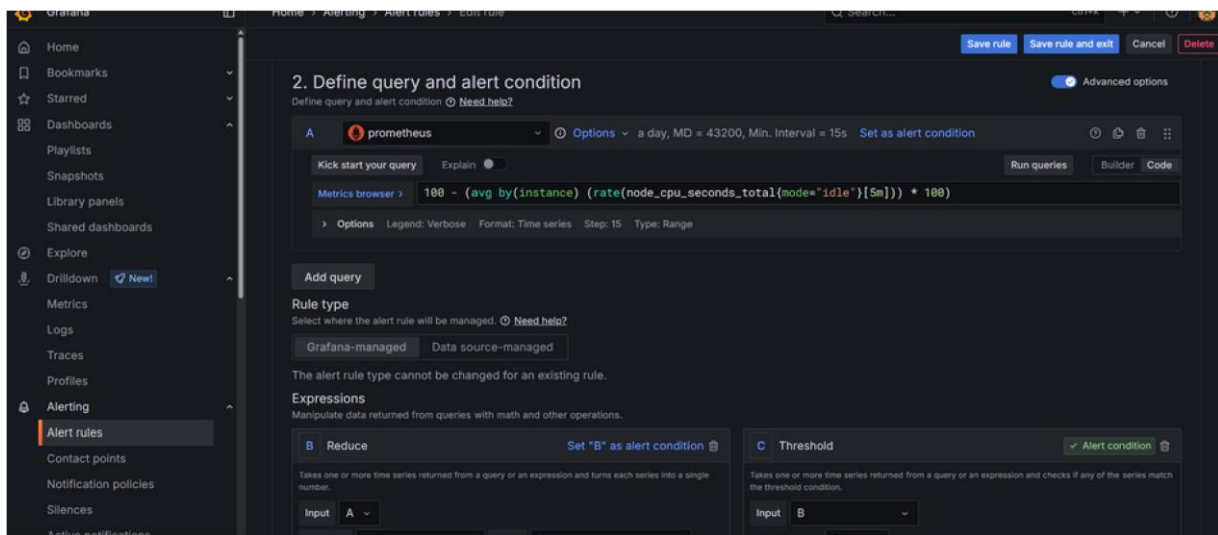 Grafana
Home > Alerting > Alert rules > Edit rule
Search...
ctrl+k
Home
Bookmarks
Starred
Dashboards
Playlists
Snapshots
Library panels
Shared dashboards
Explore
Drilldown New!
Metrics
Logs
Traces
Profiles
Alerting
Alert rules
Contact points
Notification policies
Silences
Active notifications
Save rule Save rule and exit Cancel Delete
2. Define query and alert condition
Advanced options
Define query and alert condition Need help?
A prometheus Options a day, MD = 43200, Min. Interval = 15s Set as alert condition
Kick start your query Explain Run queries Builder Code
Metrics browser > 100 - (avg by(instance) (rate(node_cpu_seconds_total{mode="idle"}[5m])) * 100)
> Options Legend: Verbose Format: Time series Step: 15 Type: Range
Add query
Rule type
Select where the alert rule will be managed. Need help?
Grafana-managed Data source-managed
The alert rule type cannot be changed for an existing rule.
Expressions
Manipulate data returned from queries with math and other operations.
B Reduce Set "B" as alert condition
Takes one or more time series returned from a query or an expression and turns each series into a single
number.
Input A
C Threshold Alert condition
Takes one or more time series returned from a query or an expression and checks if any of the series match
the threshold condition.
Input B